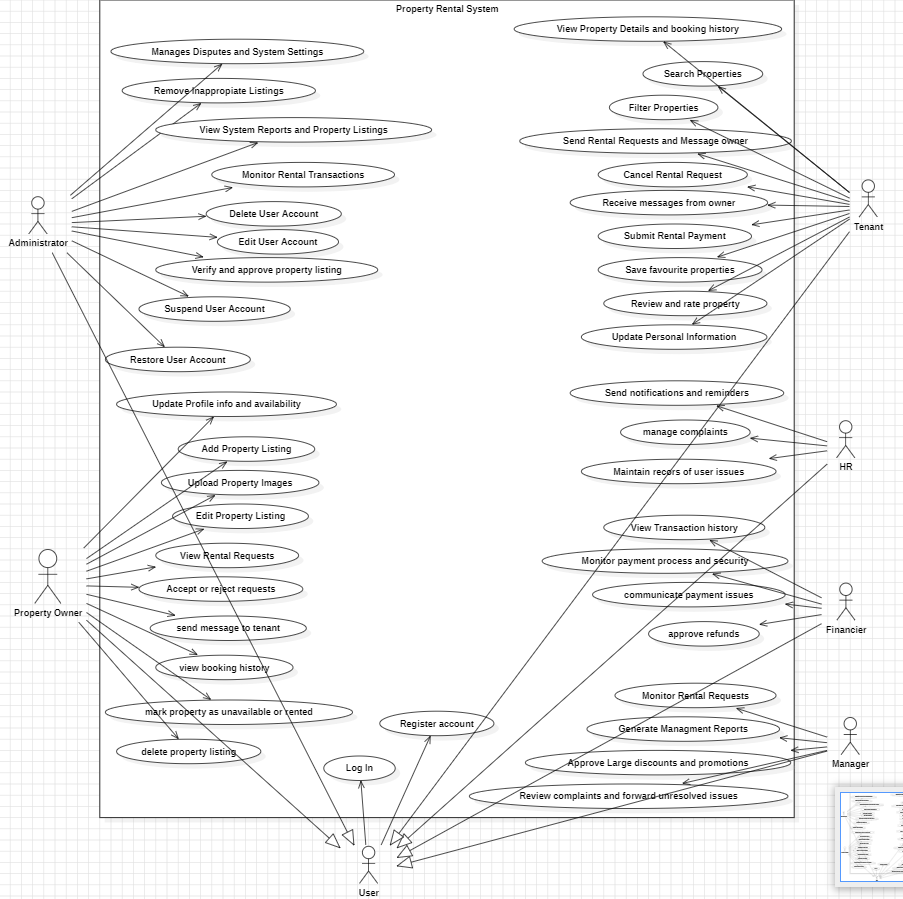 Property Rental System
Manages Disputes and System Settings
Remove Inappropiate Listings
View System Reports and Property Listings
Monitor Rental Transactions
Delete User Account
Edit User Account
Verify and approve property listing
Suspend User Account
Restore User Account
Administrator
Update Profile info and availability
Add Property Listing
Upload Property Images
Edit Property Listing
View Rental Requests
Accept or reject requests
send message to tenant
view booking history
mark property as unavailable or rented
delete property listing
Property Owner
View Property Details and booking history
Search Properties
Filter Properties
Send Rental Requests and Message owner
Cancel Rental Request
Receive messages from owner
Submit Rental Payment
Save favourite properties
Review and rate property
Update Personal Information
Tenant
Send notifications and reminders
manage complaints
Maintain recors of user issues
HR
View Transaction history
Monitor payment process and security
communicate payment issues
approve refunds
Financier
Monitor Rental Requests
Generate Managment Reports
Approve Large discounts and promotions
Review complaints and forward unresolved issues
Manager
Register account
Log In
User